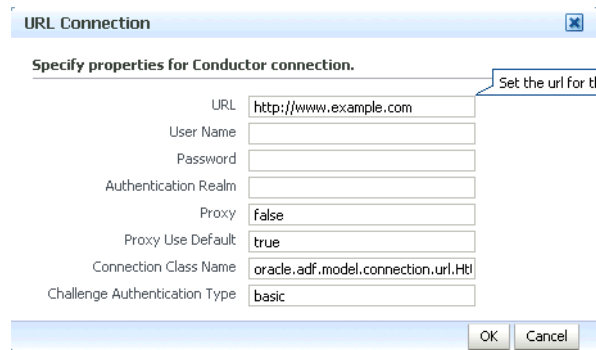 URL Connection
Specify properties for Conductor connection.
Set the url for t
URL http://www.example.com
User Name
Password
Authentication Realm
Proxy false
Proxy Use Default true
Connection Class Name oracle.adf.model.connection.url.Htt
Challenge Authentication Type basic
OK Cancel